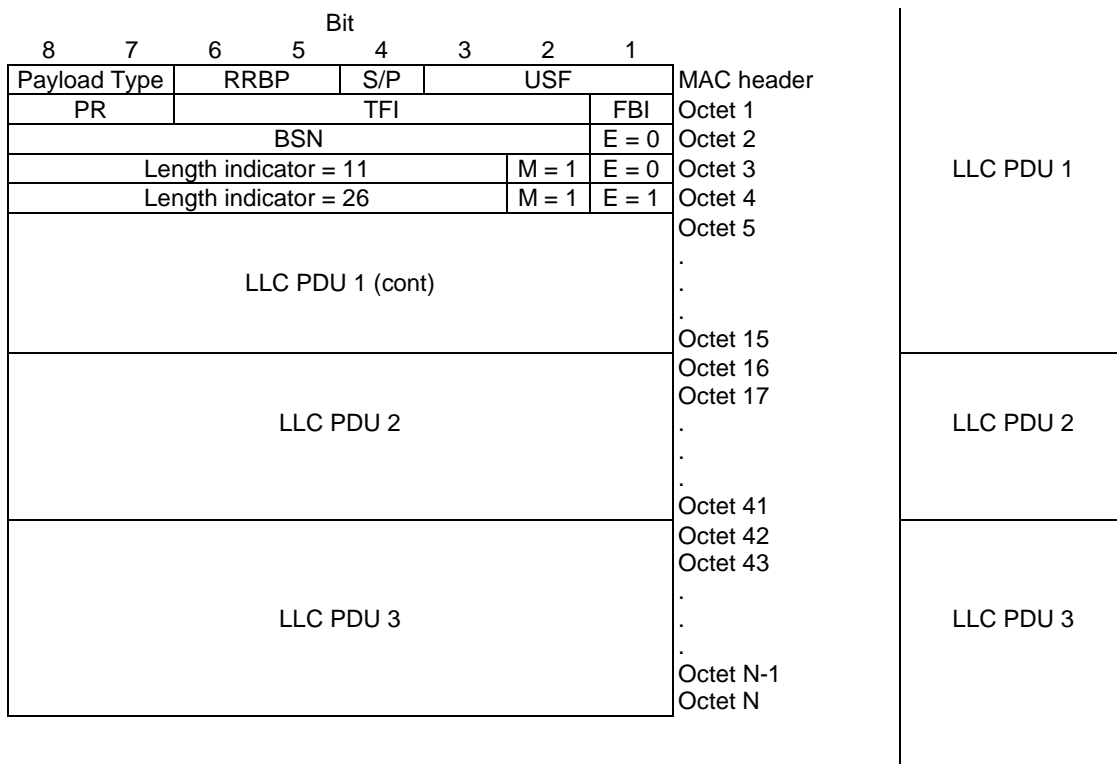 Bit
8 7 6 5 4 3 2 1
Payload Type RRBP S/P USF MAC header
PR TFI FBI Octet 1
BSN E = 0 Octet 2
Length indicator = 11 M = 1 E = 0 Octet 3 LLC PDU 1
Length indicator = 26 M = 1 E = 1 Octet 4
Octet 5
.
LLC PDU 1 (cont) .
.
Octet 15
Octet 16
Octet 17
LLC PDU 2 . LLC PDU 2
.
.
Octet 41
Octet 42
Octet 43
.
LLC PDU 3 . LLC PDU 3
.
Octet N-1
Octet N